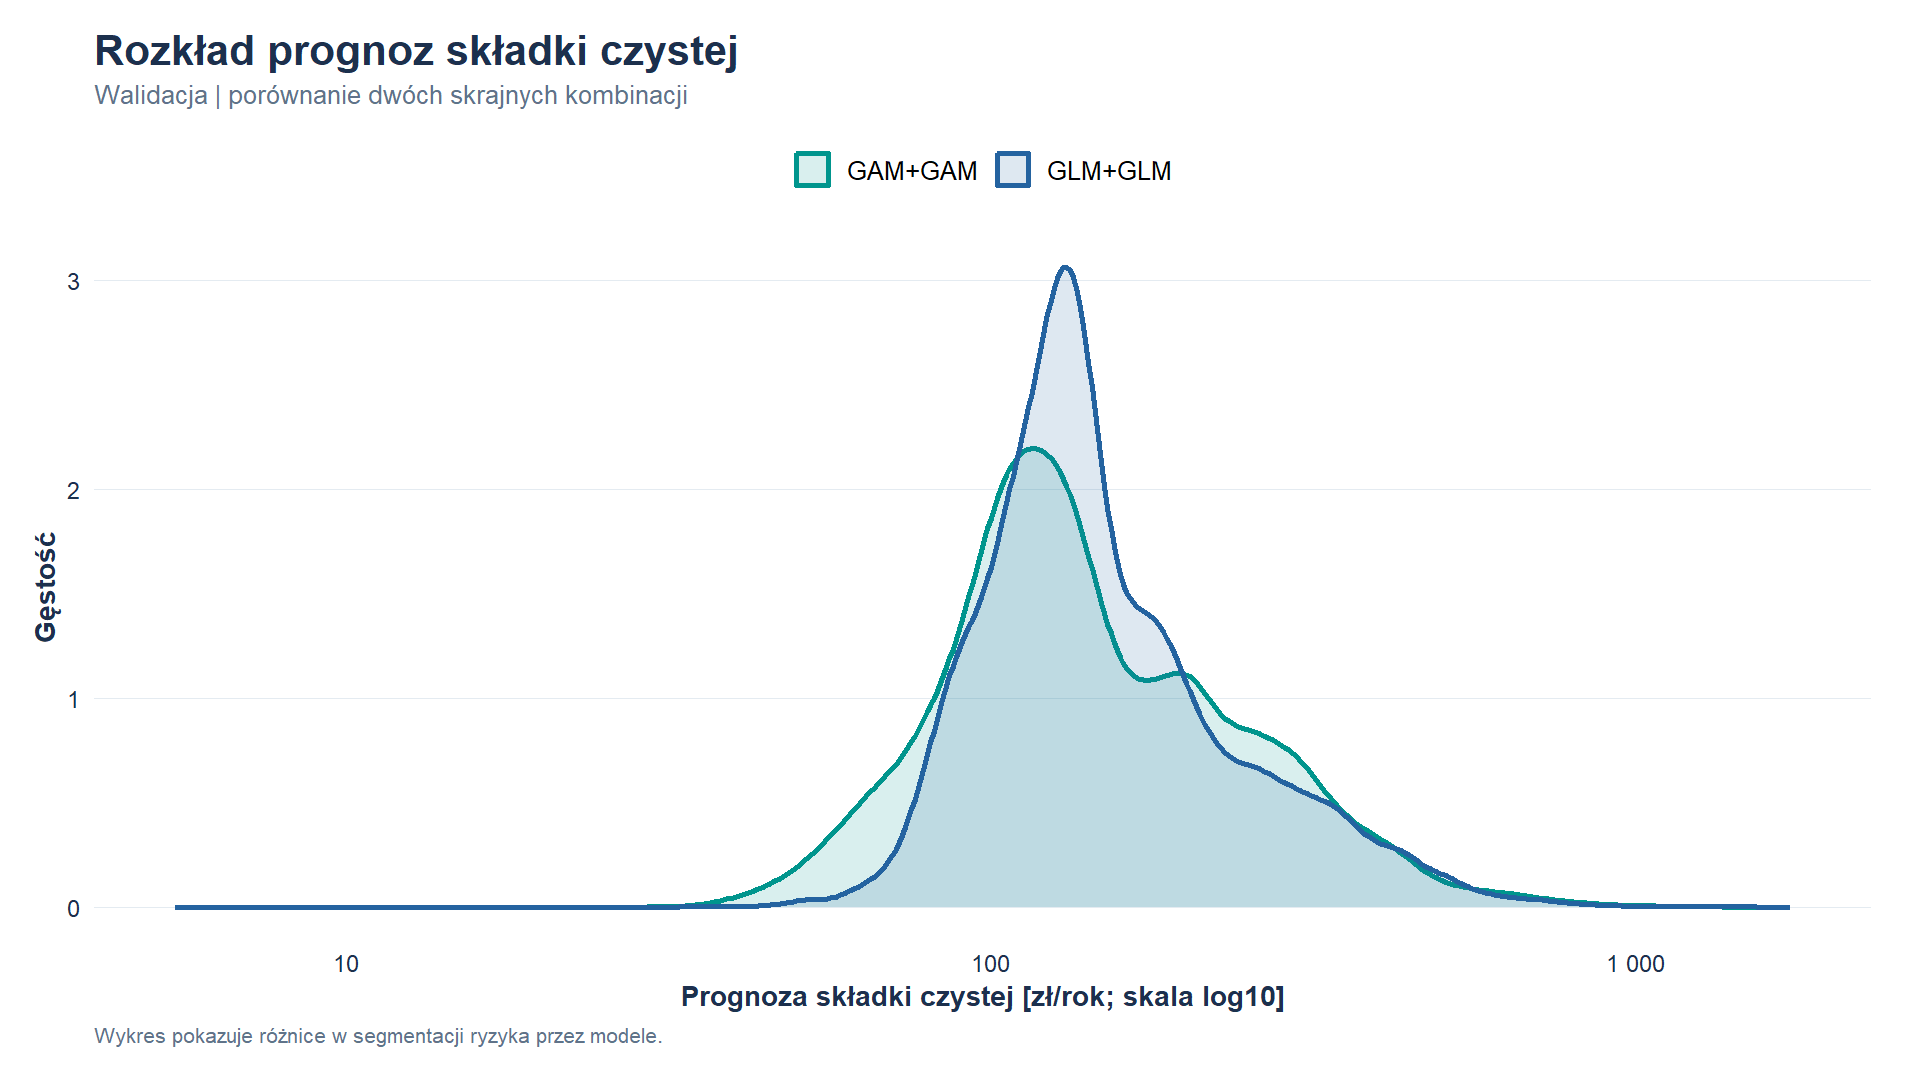 Rozkład prognoz składki czystej
Walidacja | porównanie dwóch skrajnych kombinacji
GAM+GAM GLM+GLM
3
2
1
0
Gęstość
10 100 1 000
Prognoza składki czystej [zł/rok; skala log10]
Wykres pokazuje różnice w segmentacji ryzyka przez modele.